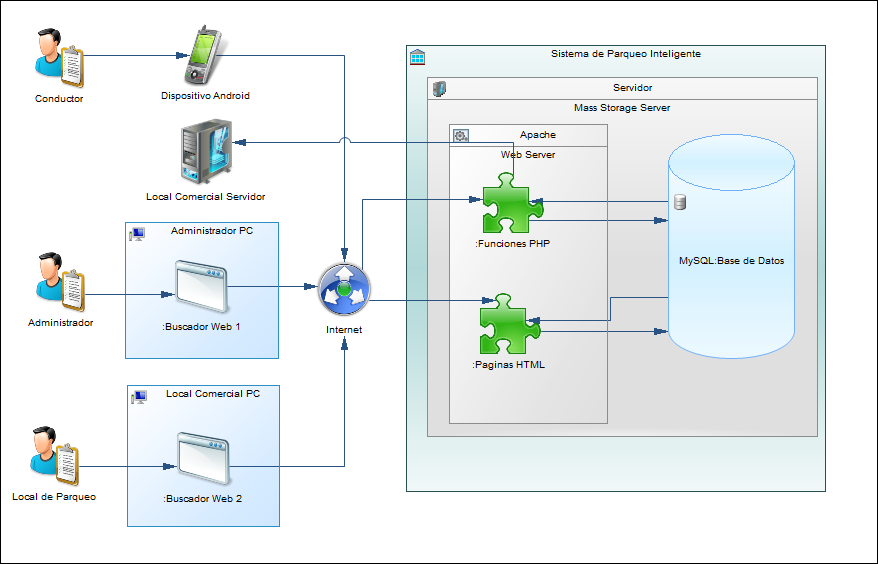 Conductor
Dispositivo Android
Local Comercial Servidor
Administrador PC
:Buscador Web 1
Administrador
Internet
Local Comercial PC
:Buscador Web 2
Local de Parqueo
Sistema de Parqueo Inteligente
Servidor
Mass Storage Server
Apache
Web Server
:Funciones PHP
:Paginas HTML
MySQL:Base de Datos